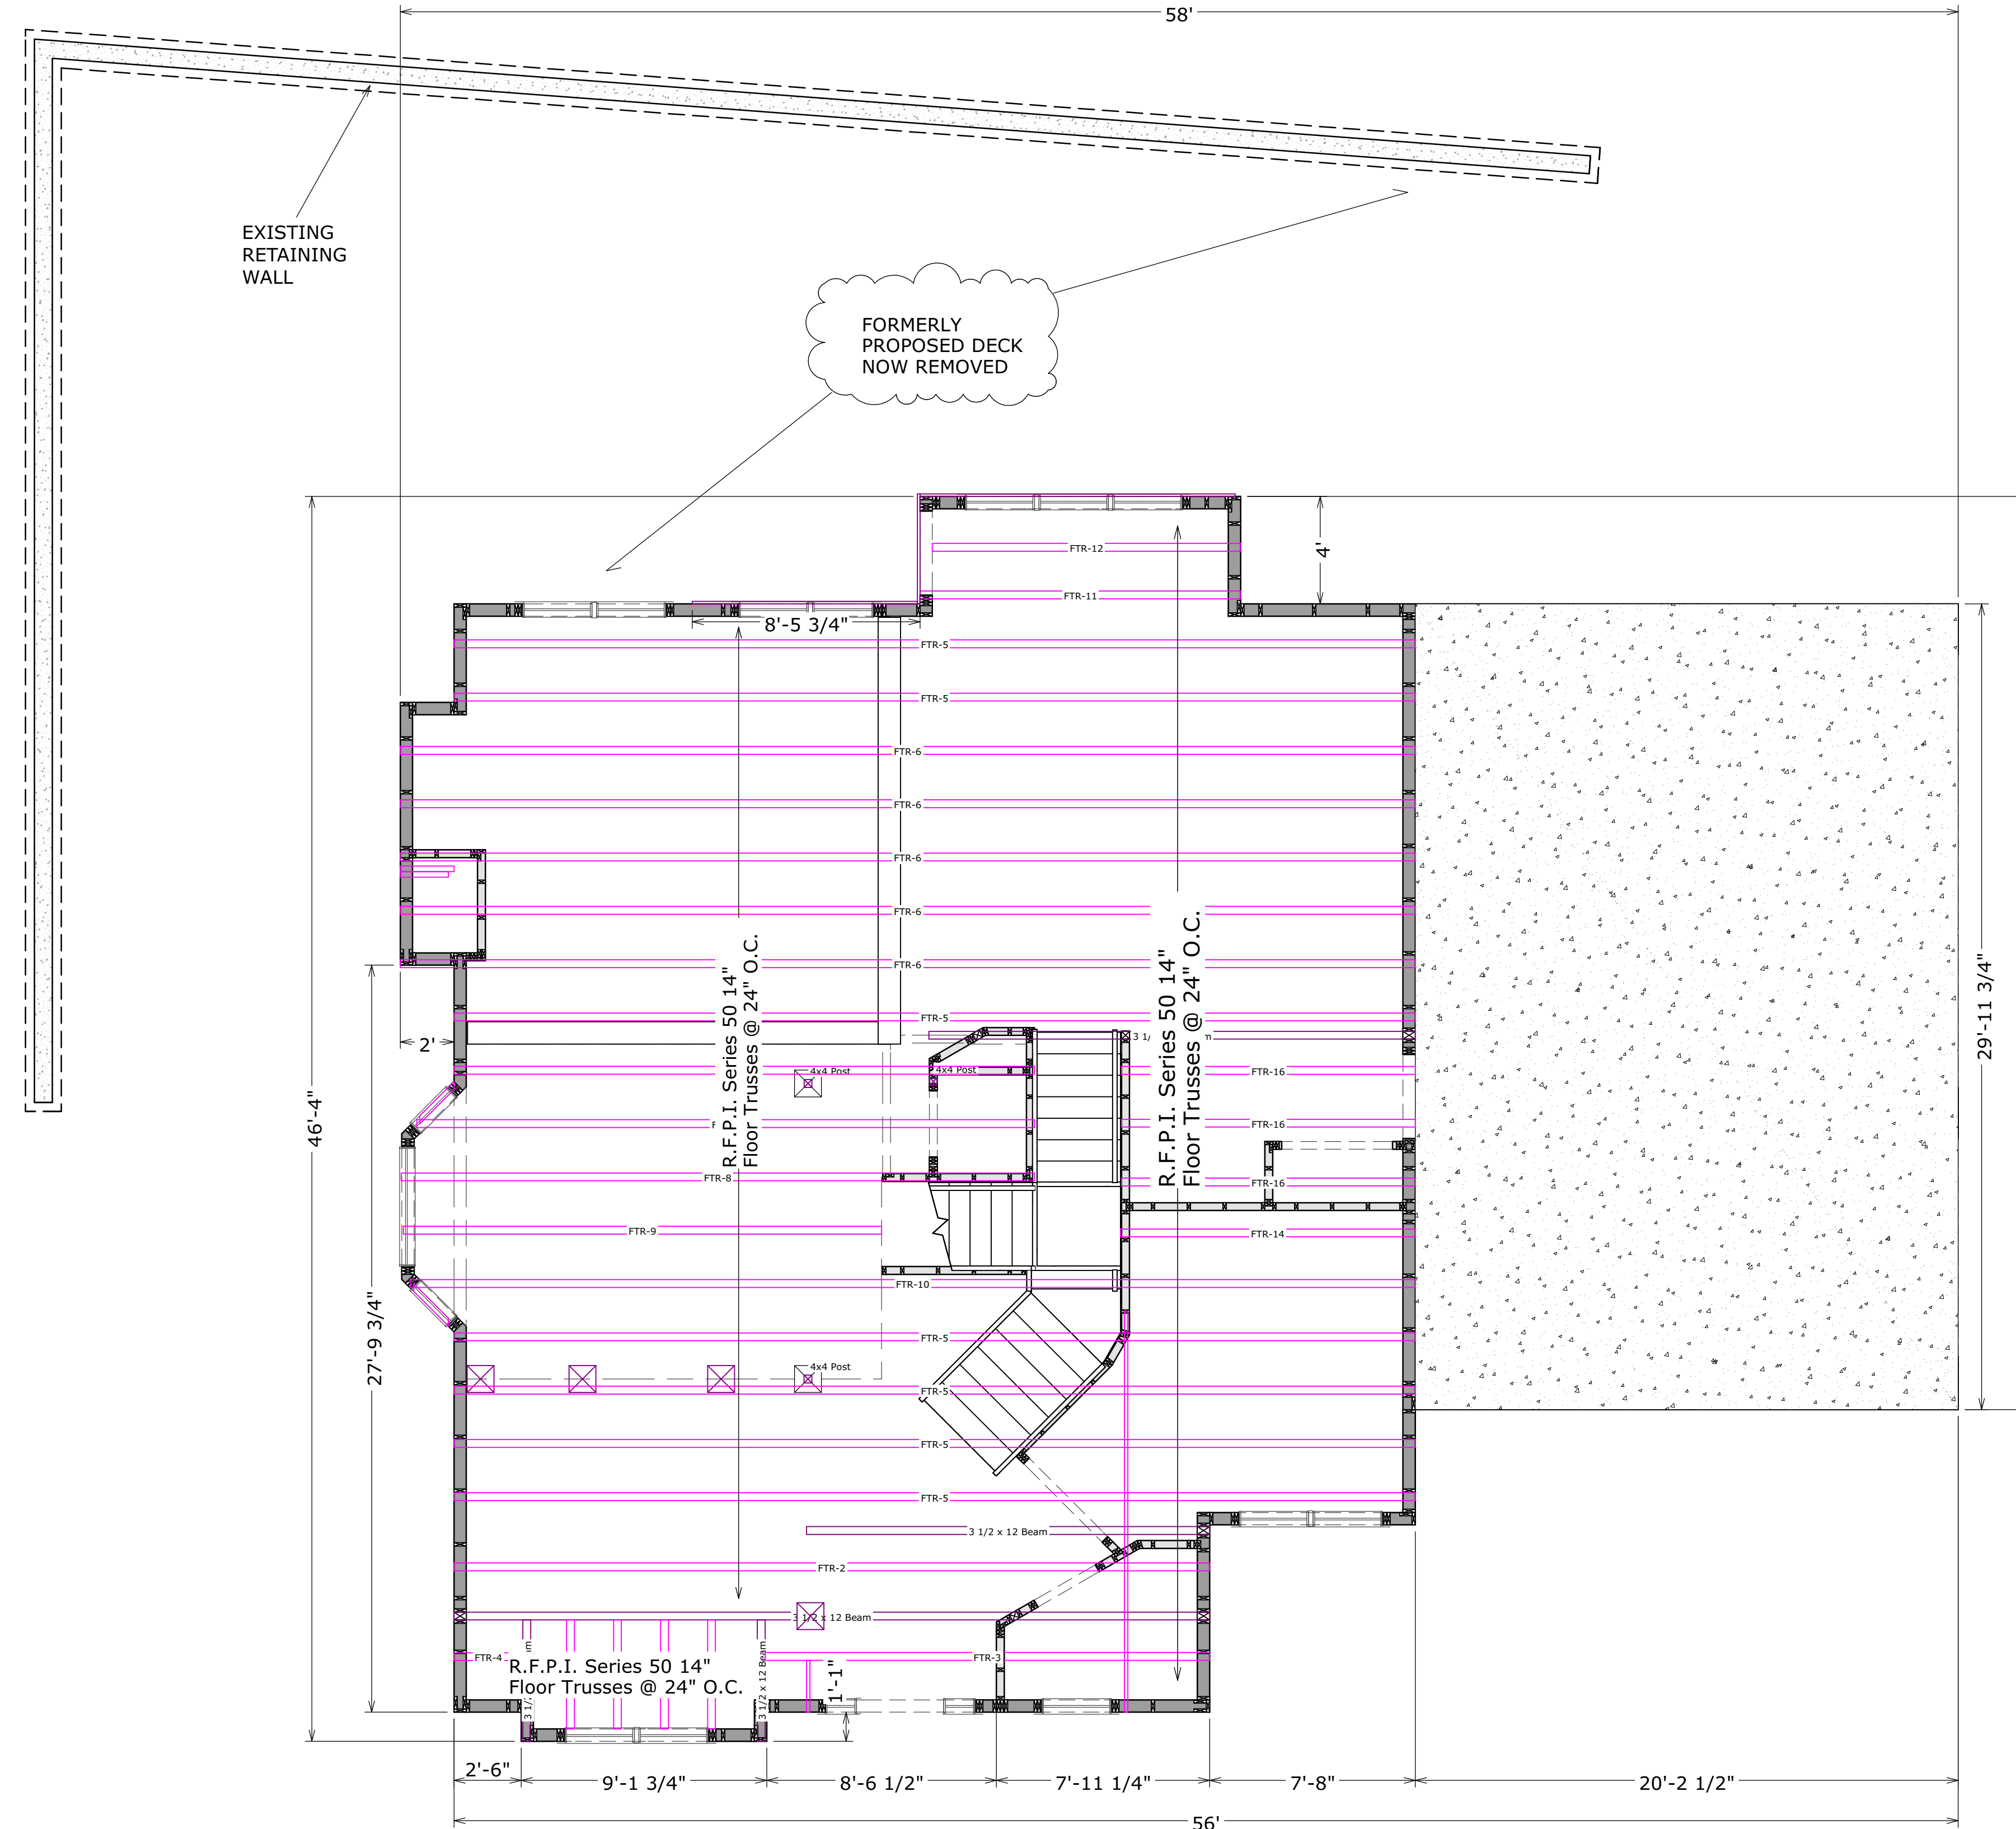 58'
EXISTING
RETAINING
WALL
FORMERLY
PROPOSED DECK
NOW REMOVED
4'
FTR-12
FTR-11
8'-5 3/4"
FTR-5
FTR-5
FTR-6
FTR-6
FTR-6
FTR-6
FTR-6
FTR-5
R.F.P.I. Series 50 14"
Floor Trusses @ 24" O.C.
R.F.P.I. Series 50 14"
Floor Trusses @ 24" O.C.
2'
3 1/
4x4 Post
4x4 Post
FTR-16
FTR-16
FTR-8
FTR-16
FTR-9
FTR-14
FTR-10
FTR-5
4x4 Post
FTR-5
FTR-5
FTR-5
46'-4"
27'-9 3/4"
29'-11 3/4"
3 1/2 x 12 Beam
FTR-2
3 1/2 x 12 Beam
FTR-4
FTR-3
3 1/2 x 12 Beam
R.F.P.I. Series 50 14"
Floor Trusses @ 24" O.C.
1'-1"
2'-6"
9'-1 3/4"
8'-6 1/2"
7'-11 1/4"
7'-8"
20'-2 1/2"
56'